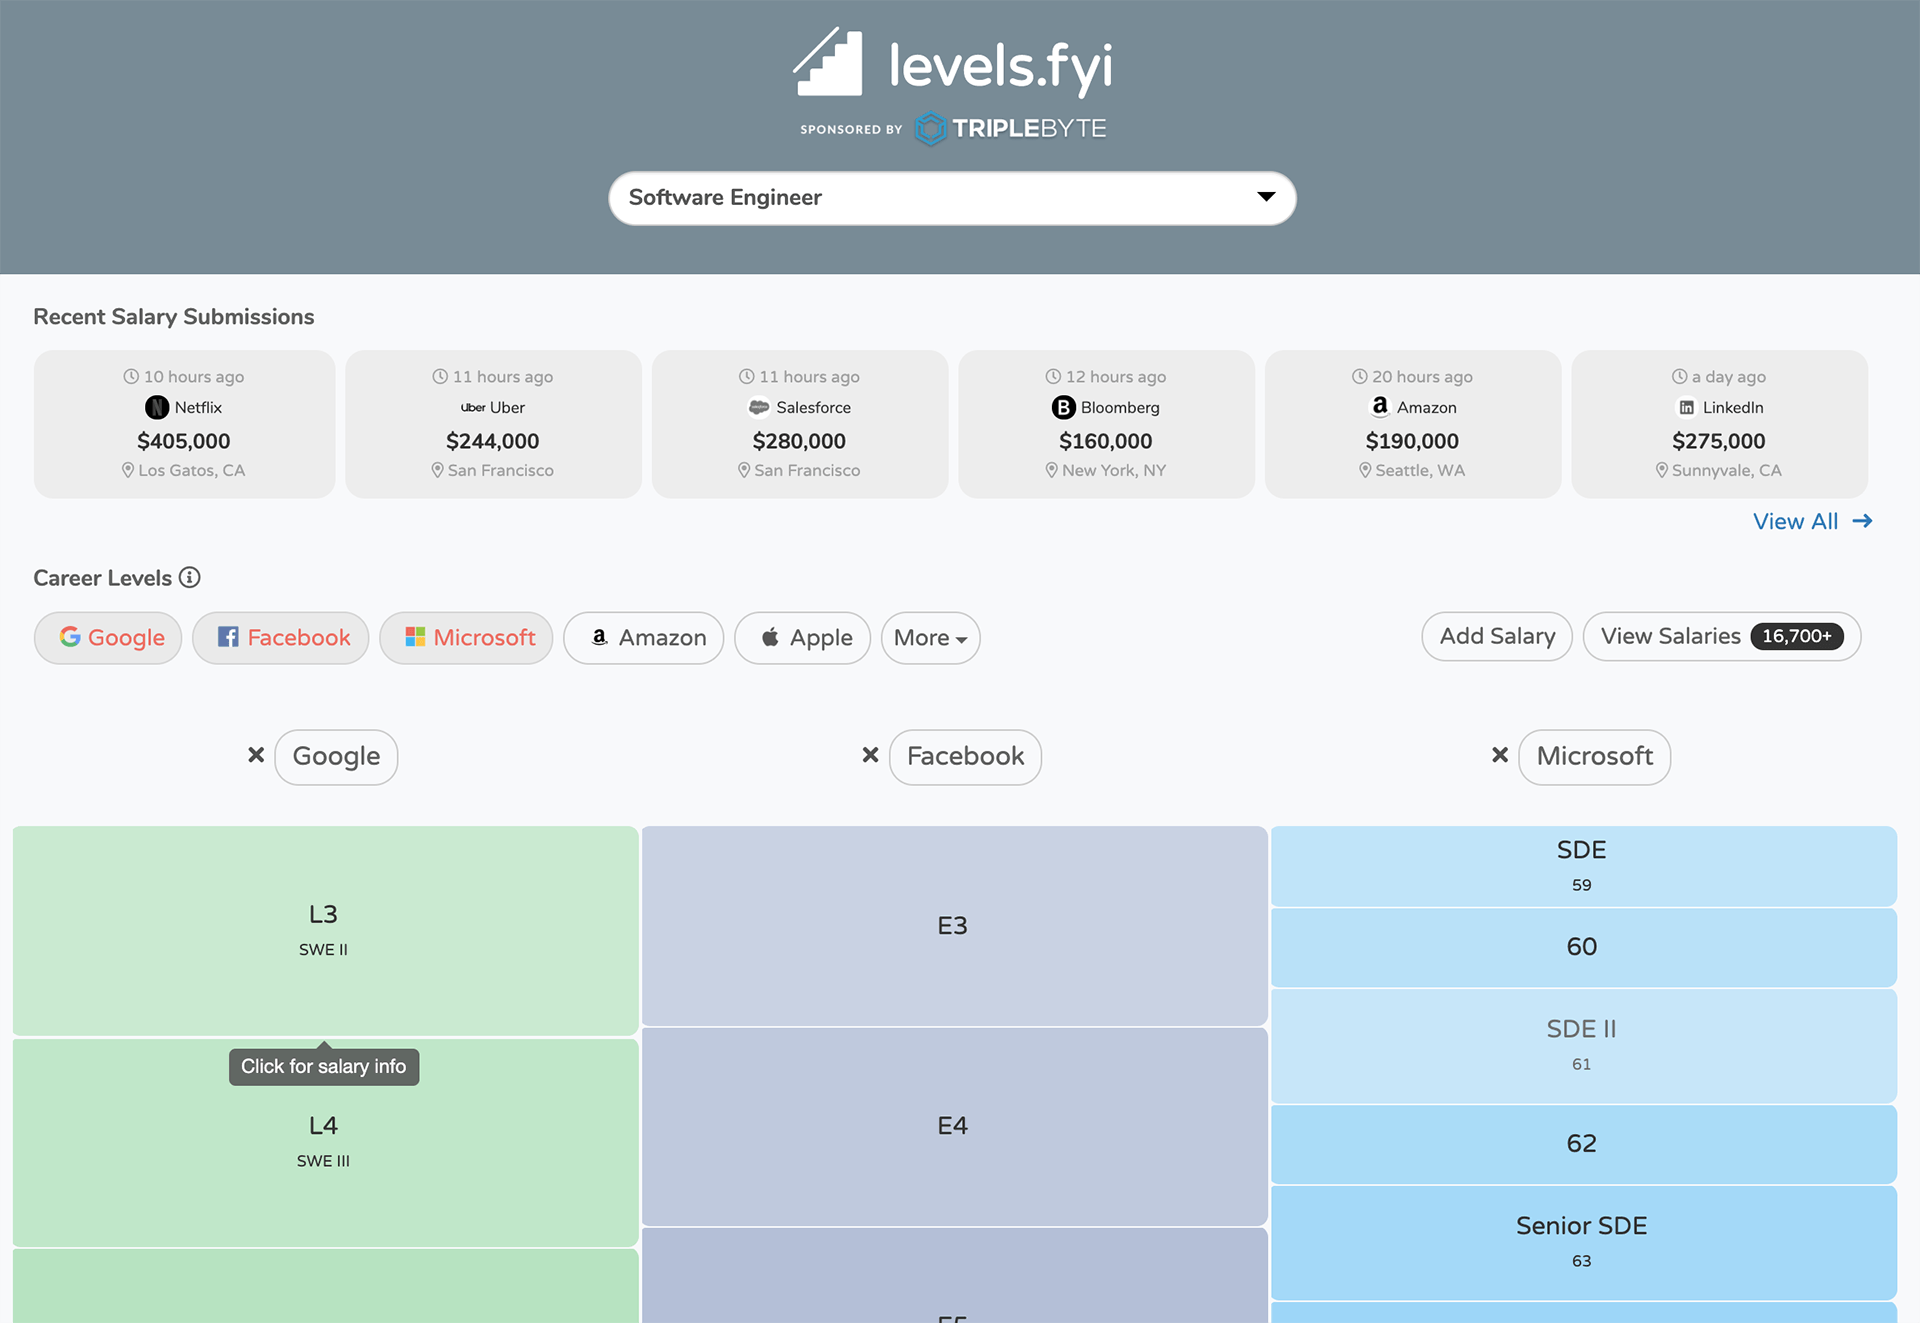 levels.fyi
SPONSORED BY TRIPLEBYTE
Software Engineer
Recent Salary Submissions
10 hours ago
Netflix
$405,000
Los Gatos, CA
11 hours ago
Uber Uber
$244,000
San Francisco
11 hours ago
Salesforce
$280,000
San Francisco
12 hours ago
B Bloomberg
$160,000
New York, NY
20 hours ago
a Amazon
$190,000
Seattle, WA
a day ago
in LinkedIn
$275,000
Sunnyvale, CA
View All →
Career Levels
Google Facebook Microsoft Amazon Apple More
Add Salary View Salaries 16,700+
× Google × Facebook × Microsoft
L3
SWE II
Click for salary info
L4
SWE III
E3
E4
E5
SDE
59
60
SDE II
61
62
Senior SDE
63